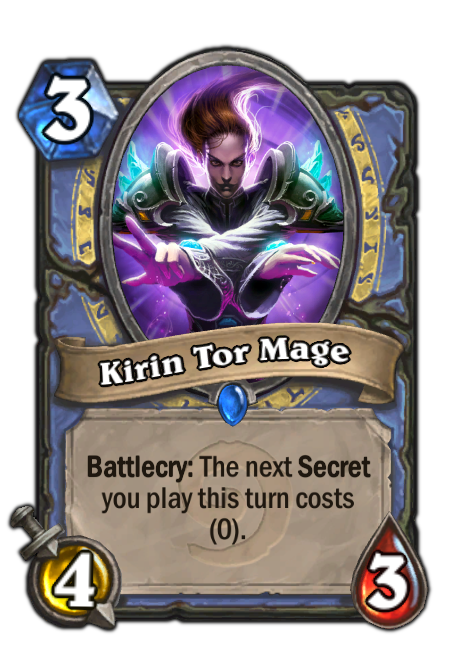 3
Kirin Tor Mage
Battlecry: The next Secret
you play this turn costs
(0).
4
3